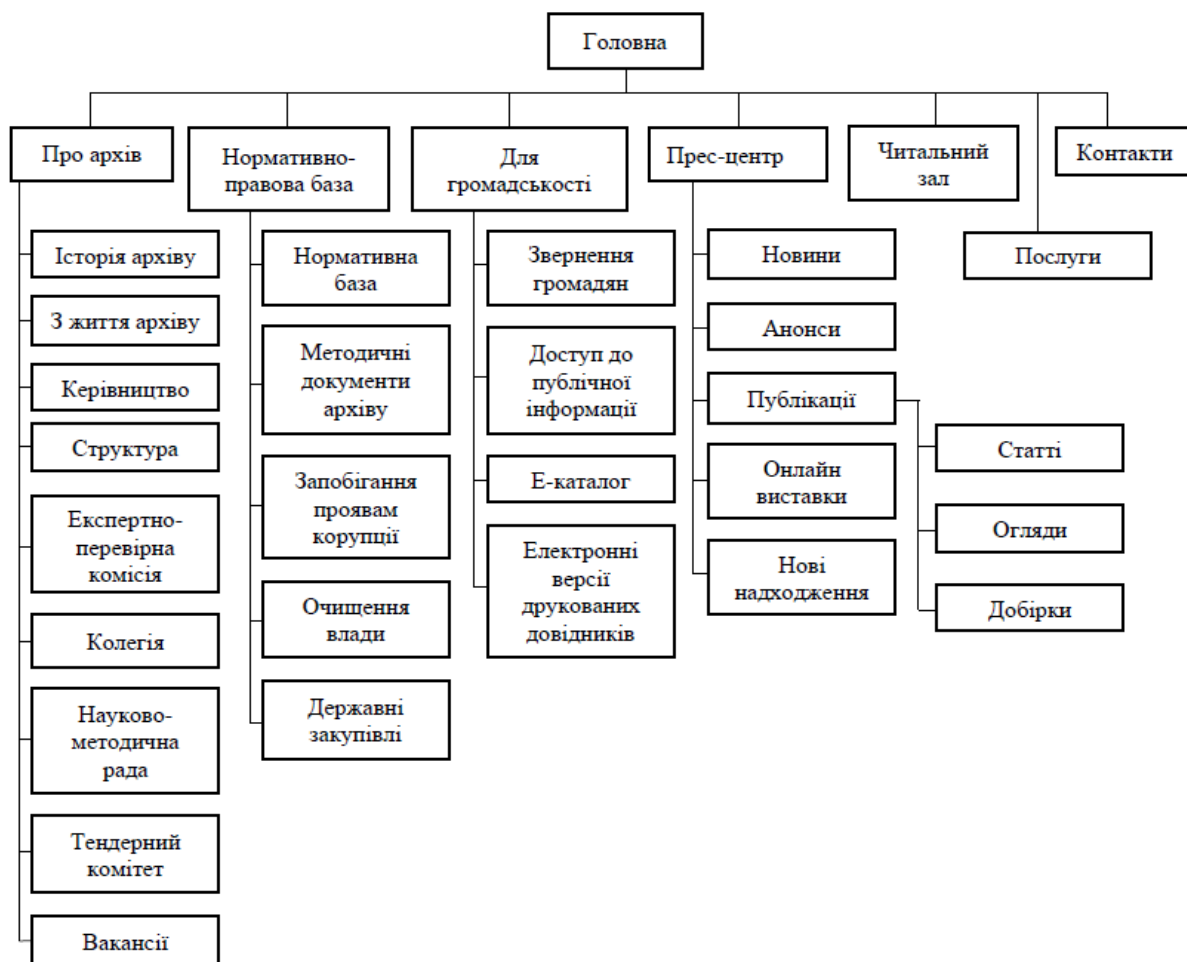 Головна
Про архів
Нормативно-
правова база
Для
громадськості
Прес-центр
Читальний
зал
Контакти
Послуги
Історія архіву
З життя архіву
Керівництво
Структура
Експертно-
перевірна
комісія
Колегія
Науково-
методична
рада
Тендерний
комітет
Вакансії
Нормативна
база
Методичні
документи
архіву
Запобігання
проявам
корупції
Очищення
влади
Державні
закупівлі
Звернення
громадян
Доступ до
публічної
інформації
Е-каталог
Електронні
версії
друкованих
довідників
Новини
Анонси
Публікації
Онлайн
виставки
Нові
надходження
Статті
Огляди
Добірки